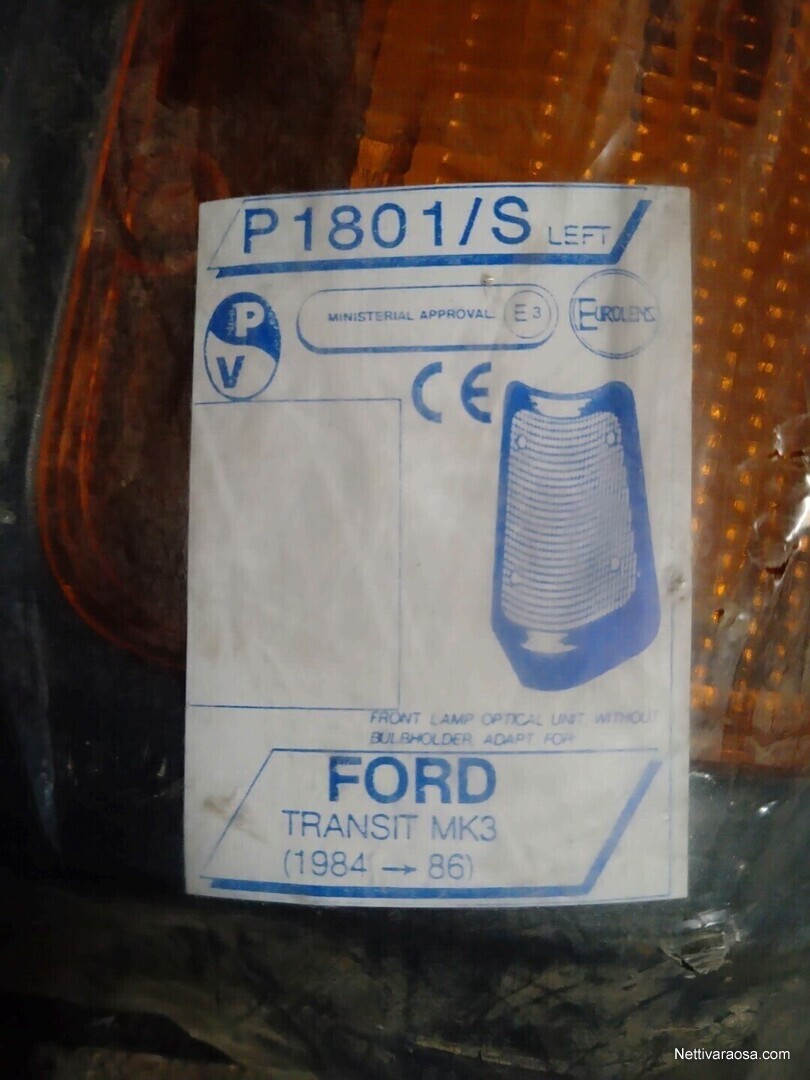 P1801/S LEFT
PV
MINISTERIAL APPROVAL E3
EUROLENS
CE
FRONT LAMP OPTICAL UNIT WITHOUT
BULBHOLDER ADAPT FOR
FORD
TRANSIT MK3
(1984 → 86)
Nettivaraosa.com